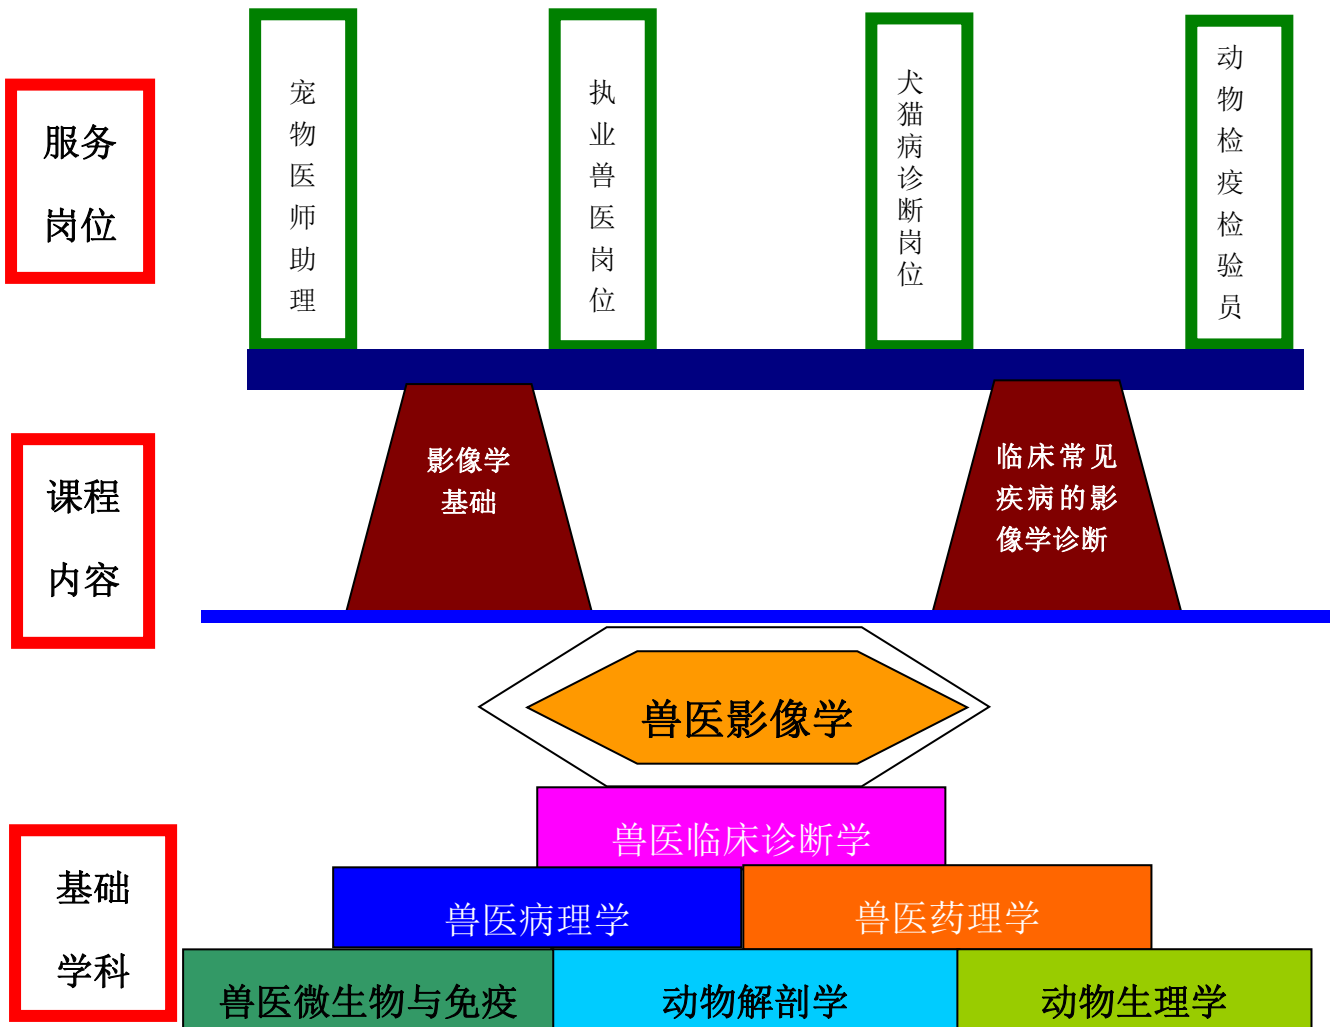 服务
岗位
宠物医师助理
执业兽医岗位
犬猫病诊断岗位
动物检疫检验员
课程
内容
影像学
基础
临床常见
疾病的影
像学诊断
兽医影像学
基础
学科
兽医临床诊断学
兽医病理学
兽医药理学
兽医微生物与免疫
动物解剖学
动物生理学